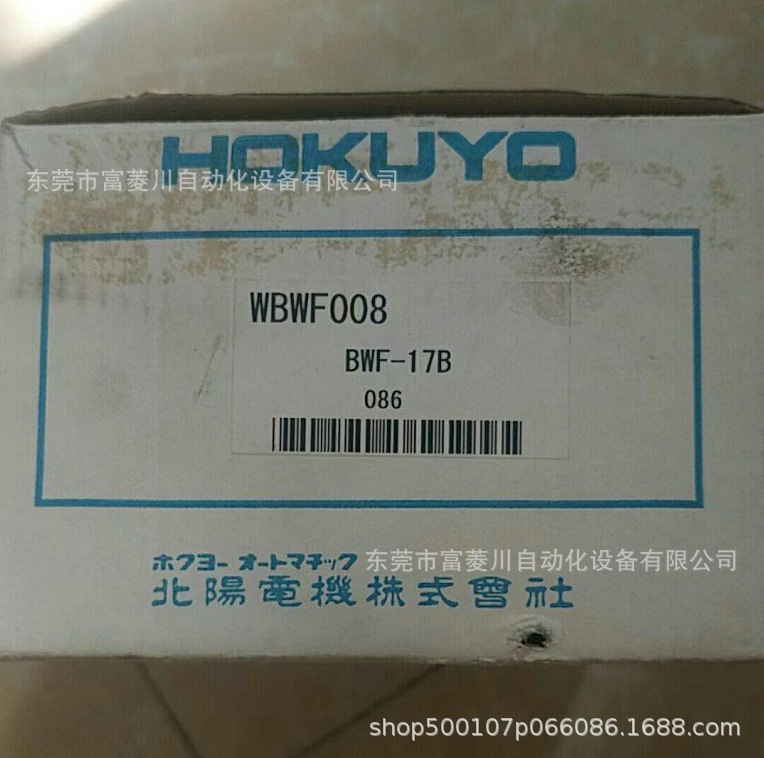 HOKUYO
东莞市富菱川自动化设备有限公司
WBWF008
BWF-17B
086
ホクヨー オートマチック
东莞市富菱川自动化设备有限公司
北陽電機株式會社
shop500107p066086.1688.com